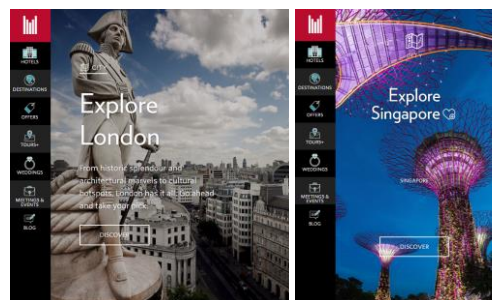 HOTELS
DESTINATIONS
OFFERS
TOURS+
WEDDINGS
MEETINGS &
EVENTS
BLOG
Explore
London
From historic splendour and
architectural marvels to cultural
hotspots, London has it all. Go ahead
and take your pick.
DISCOVER
HOTELS
DESTINATIONS
OFFERS
TOURS+
WEDDINGS
MEETINGS &
EVENTS
BLOG
Explore
Singapore
SINGAPORE
DISCOVER